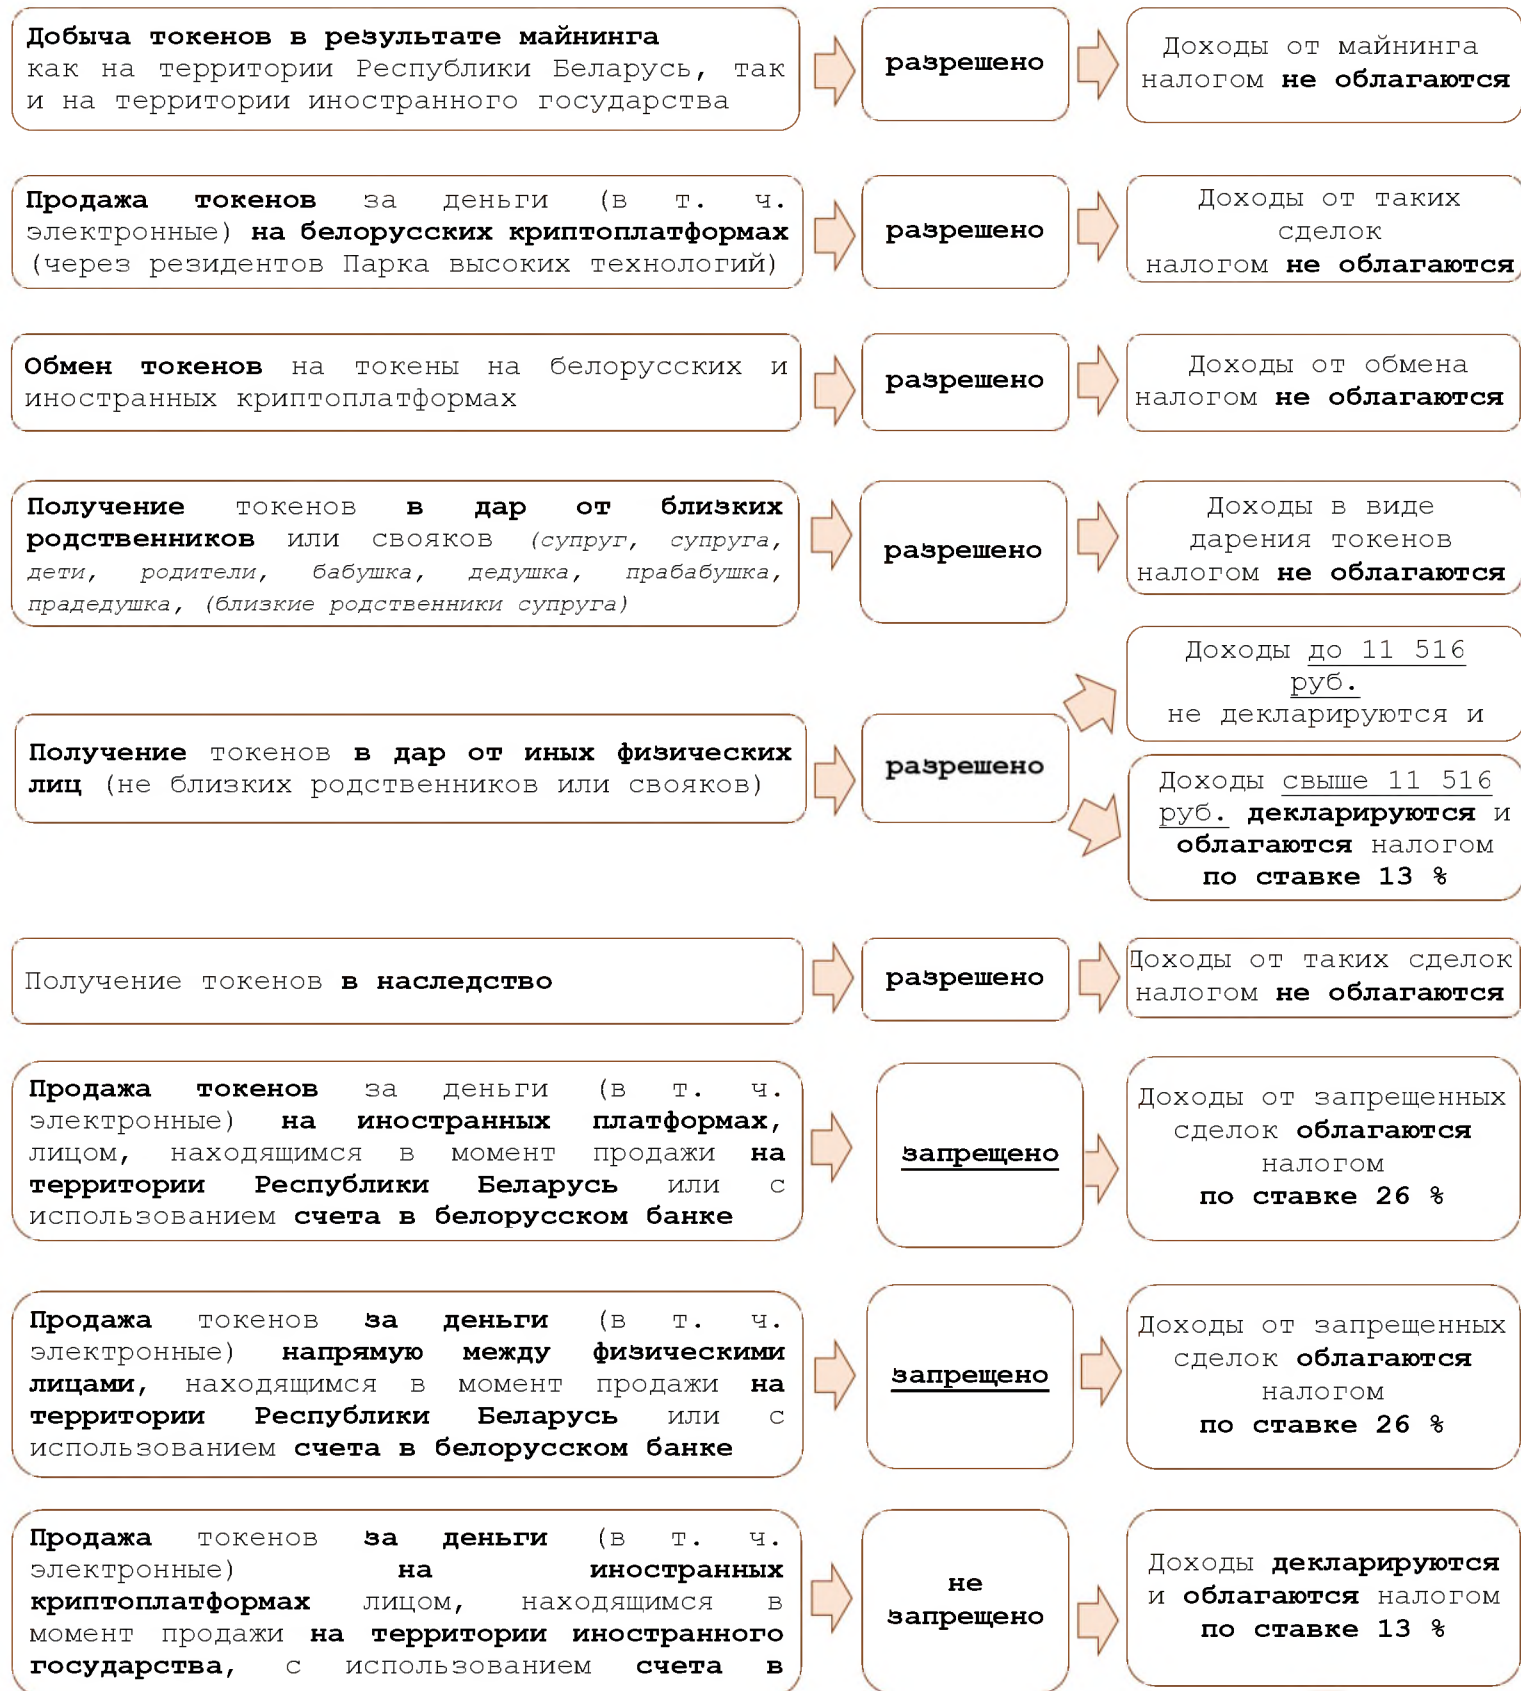 Добыча токенов в результате майнинга
как на территории Республики Беларусь, так
и на территории иностранного государства
разрешено
Доходы от майнинга
налогом не облагаются
Продажа токенов за деньги (в т. ч.
электронные) на белорусских криптоплатформах
(через резидентов Парка высоких технологий)
разрешено
Доходы от таких
сделок
налогом не облагаются
Обмен токенов на токены на белорусских и
иностранных криптоплатформах
разрешено
Доходы от обмена
налогом не облагаются
Получение токенов в дар от близких
родственников или свояков (супруг, супруга,
дети, родители, бабушка, дедушка, прабабушка,
прадедушка, (близкие родственники супруга)
разрешено
Доходы в виде
дарения токенов
налогом не облагаются
Получение токенов в дар от иных физических
лиц (не близких родственников или свояков)
разрешено
Доходы до 11 516
руб.
не декларируются и
Доходы свыше 11 516
руб. декларируются и
облагаются налогом
по ставке 13 %
Получение токенов в наследство
разрешено
Доходы от таких сделок
налогом не облагаются
Продажа токенов за деньги (в т. ч.
электронные) на иностранных платформах,
лицом, находящимся в момент продажи на
территории Республики Беларусь или с
использованием счета в белорусском банке
запрещено
Доходы от запрещенных
сделок облагаются
налогом
по ставке 26 %
Продажа токенов за деньги (в т. ч.
электронные) напрямую между физическими
лицами, находящимся в момент продажи на
территории Республики Беларусь или с
использованием счета в белорусском банке
запрещено
Доходы от запрещенных
сделок облагаются
налогом
по ставке 26 %
Продажа токенов за деньги (в т. ч.
электронные) на иностранных
криптоплатформах лицом, находящимся в
момент продажи на территории иностранного
государства, с использованием счета в
не
запрещено
Доходы декларируются
и облагаются налогом
по ставке 13 %